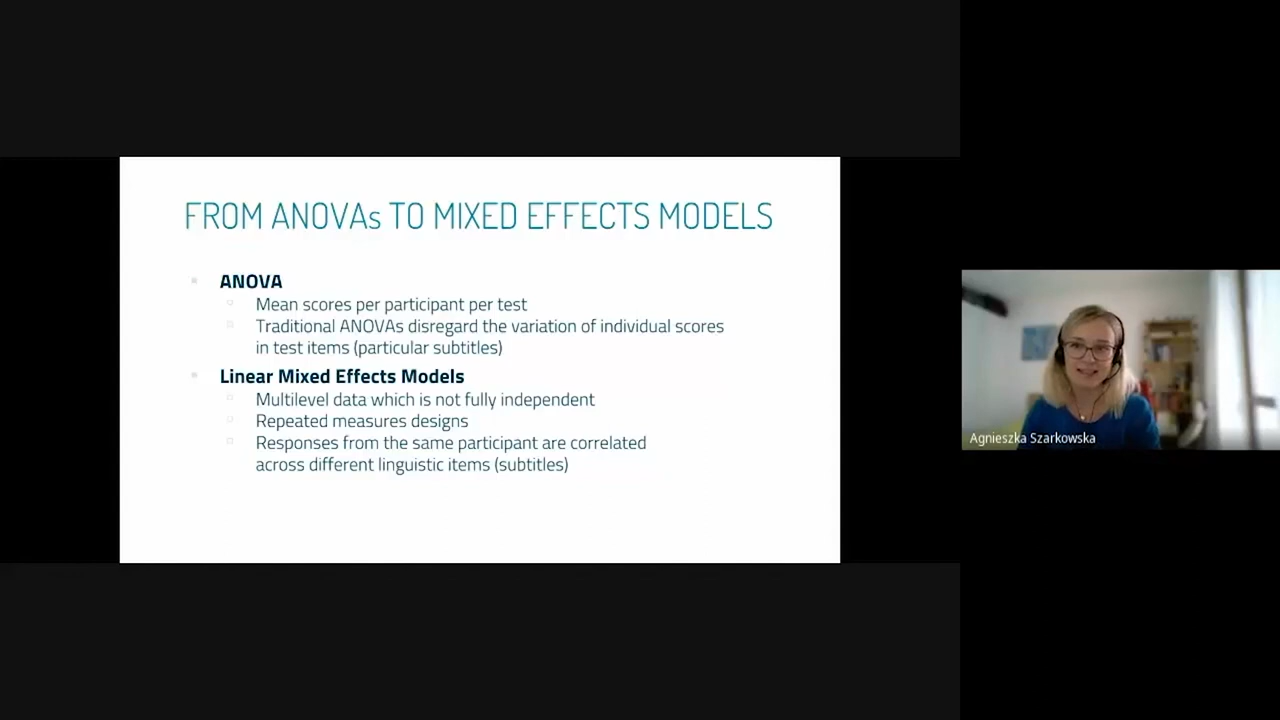 FROM ANOVAs TO MIXED EFFECTS MODELS
ANOVA
Mean scores per participant per test
Traditional ANOVAs disregard the variation of individual scores
in test items (particular subtitles)
Linear Mixed Effects Models
Multilevel data which is not fully independent
Repeated measures designs
Responses from the same participant are correlated
across different linguistic items (subtitles)
Agnieszka Szarkowska